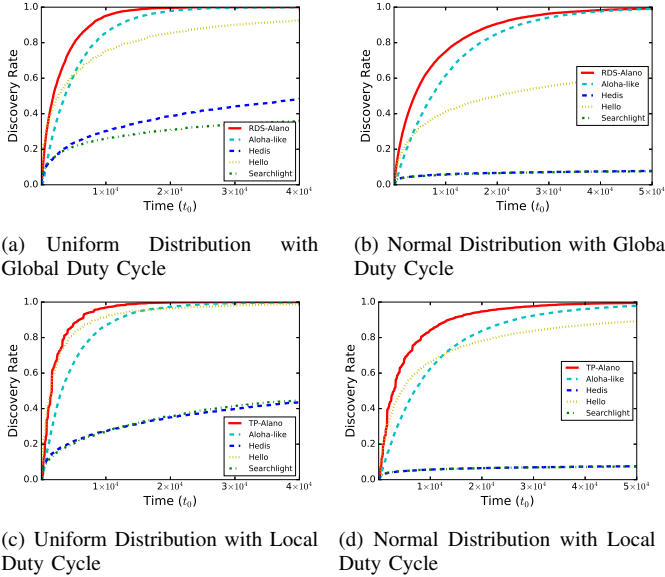 1.0
0.8
0.6
0.4
0.2
0.0
Discovery Rate
RDS-Alano
Aloha-like
Hedis
Hello
Searchlight
1×10⁴ 2×10⁴ 3×10⁴ 4×10⁴
Time (t₀)
(a) Uniform Distribution with
Global Duty Cycle
1.0
0.8
0.6
0.4
0.2
0.0
Discovery Rate
RDS-Alano
Aloha-like
Hedis
Hello
Searchlight
1×10⁴ 2×10⁴ 3×10⁴ 4×10⁴ 5×10⁴
Time (t₀)
(b) Normal Distribution with Globa
Duty Cycle
1.0
0.8
0.6
0.4
0.2
0.0
Discovery Rate
TP-Alano
Aloha-like
Hedis
Hello
Searchlight
1×10⁴ 2×10⁴ 3×10⁴ 4×10⁴
Time (t₀)
(c) Uniform Distribution with Local
Duty Cycle
1.0
0.8
0.6
0.4
0.2
0.0
Discovery Rate
TP-Alano
Aloha-like
Hedis
Hello
Searchlight
1×10⁴ 2×10⁴ 3×10⁴ 4×10⁴ 5×10⁴
Time (t₀)
(d) Normal Distribution with Local
Duty Cycle